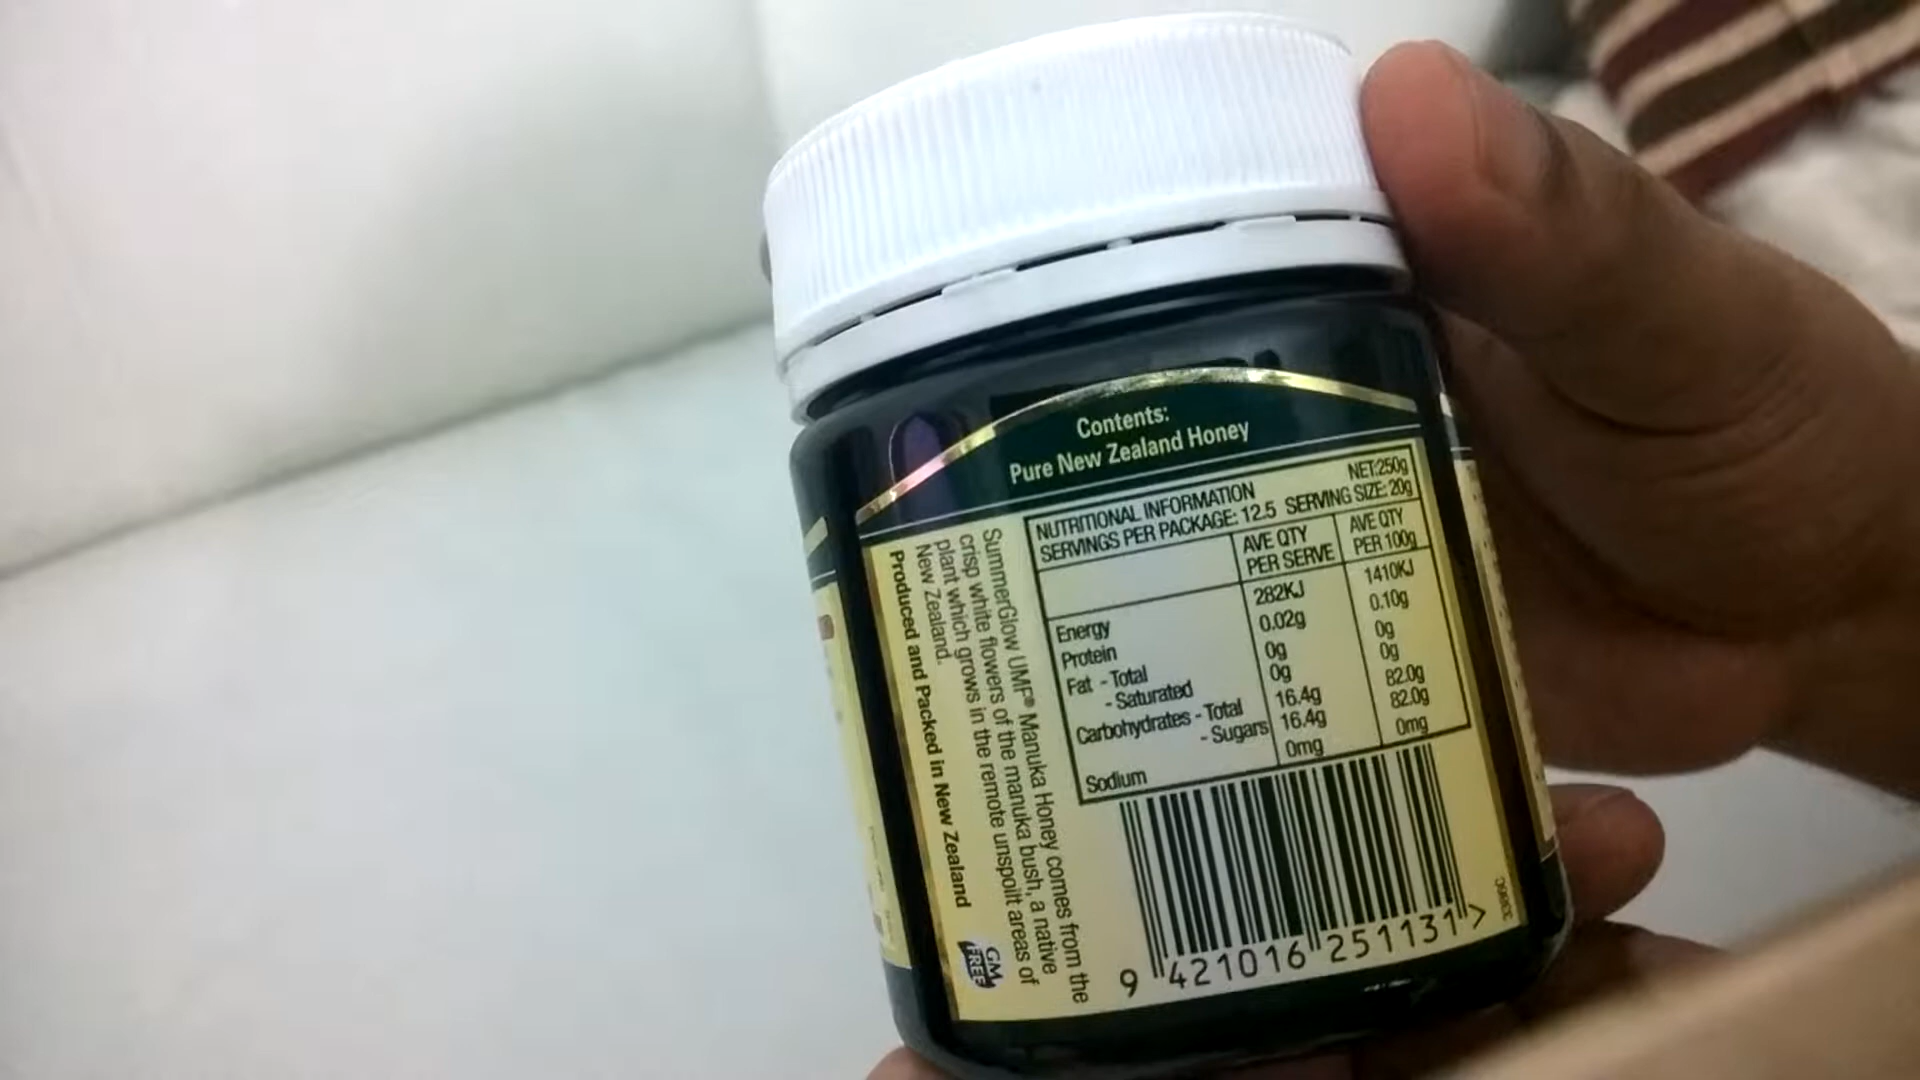 Contents:
Pure New Zealand Honey
NUTRITIONAL INFORMATION NET:250g
SERVINGS PER PACKAGE: 12.5 SERVING SIZE: 20g
AVE QTY PER SERVE AVE QTY PER 100g
Energy 282KJ 1410KJ
Protein 0.02g 0.10g
Fat - Total 0g 0g
- Saturated 0g 0g
Carbohydrates - Total 16.4g 82.0g
- Sugars 16.4g 82.0g
Sodium 0mg 0mg
SummerGlow UMF® Manuka Honey comes from the
crisp white flowers of the manuka bush, a native
plant which grows in the remote unspoilt areas of
New Zealand.
Produced and Packed in New Zealand
GM
FREE
9 421016 251131 >